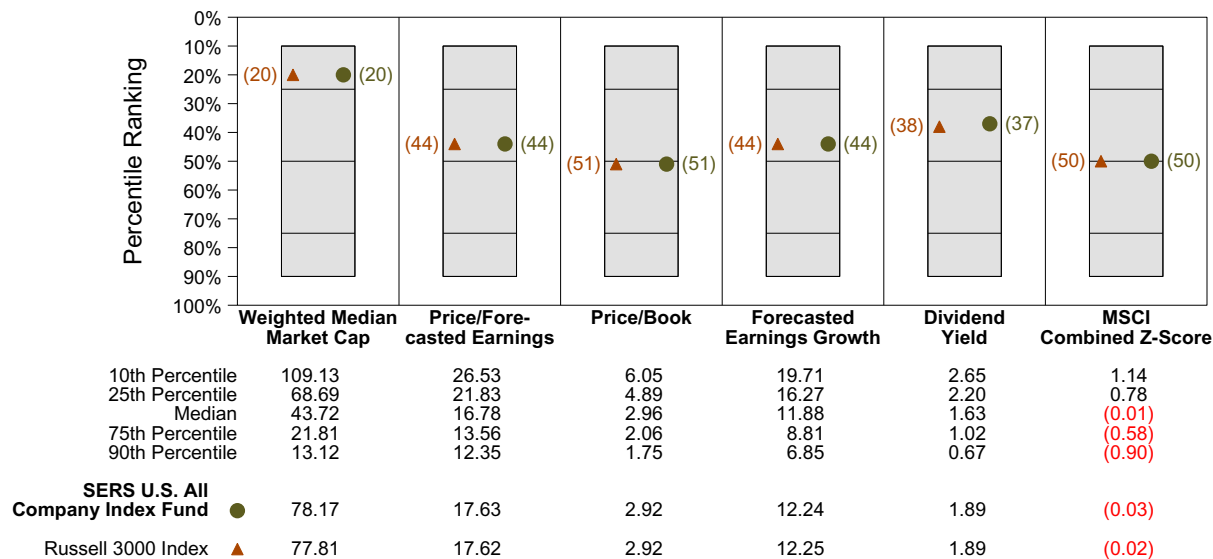 0%
10%
20%
30%
40%
50%
60%
70%
80%
90%
100%
Percentile Ranking
(20) (20)
(44) (44)
(51) (51)
(44) (44)
(38) (37)
(50) (50)
Weighted Median
Market Cap
Price/Fore-
casted Earnings
Price/Book
Forecasted
Earnings Growth
Dividend
Yield
MSCI
Combined Z-Score
10th Percentile 109.13 26.53 6.05 19.71 2.65 1.14
25th Percentile 68.69 21.83 4.89 16.27 2.20 0.78
Median 43.72 16.78 2.96 11.88 1.63 (0.01)
75th Percentile 21.81 13.56 2.06 8.81 1.02 (0.58)
90th Percentile 13.12 12.35 1.75 6.85 0.67 (0.90)
SERS U.S. All
Company Index Fund 78.17 17.63 2.92 12.24 1.89 (0.03)
Russell 3000 Index 77.81 17.62 2.92 12.25 1.89 (0.02)